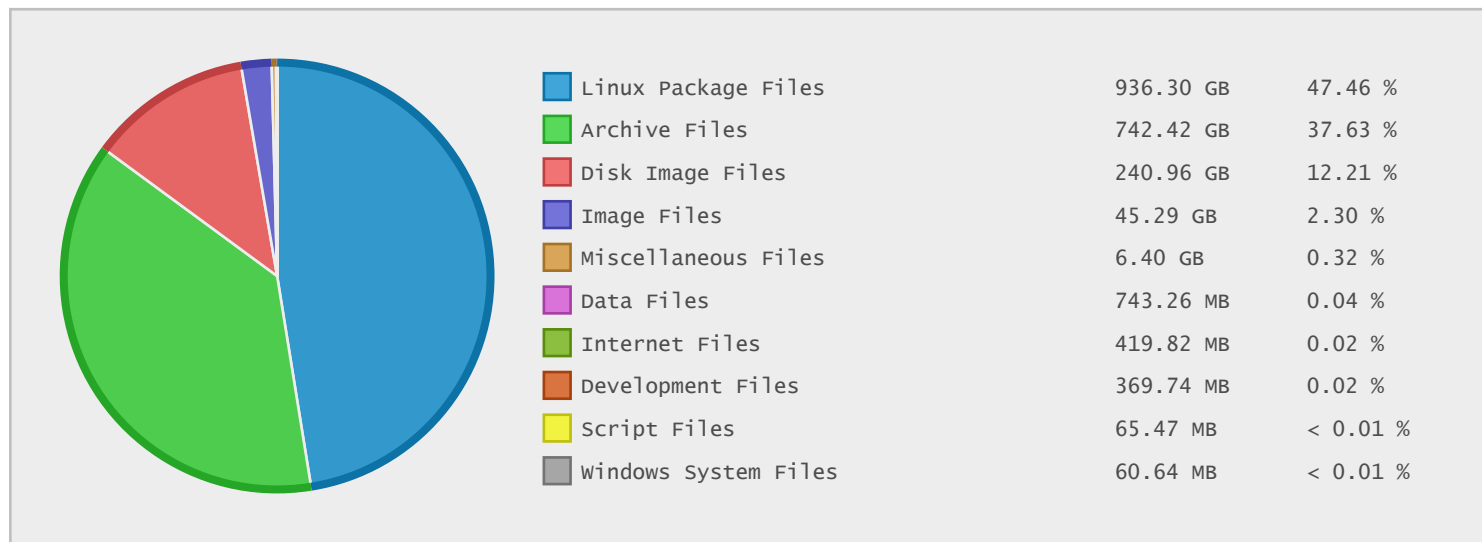 Linux Package Files 936.30 GB 47.46 %
Archive Files 742.42 GB 37.63 %
Disk Image Files 240.96 GB 12.21 %
Image Files 45.29 GB 2.30 %
Miscellaneous Files 6.40 GB 0.32 %
Data Files 743.26 MB 0.04 %
Internet Files 419.82 MB 0.02 %
Development Files 369.74 MB 0.02 %
Script Files 65.47 MB < 0.01 %
Windows System Files 60.64 MB < 0.01 %